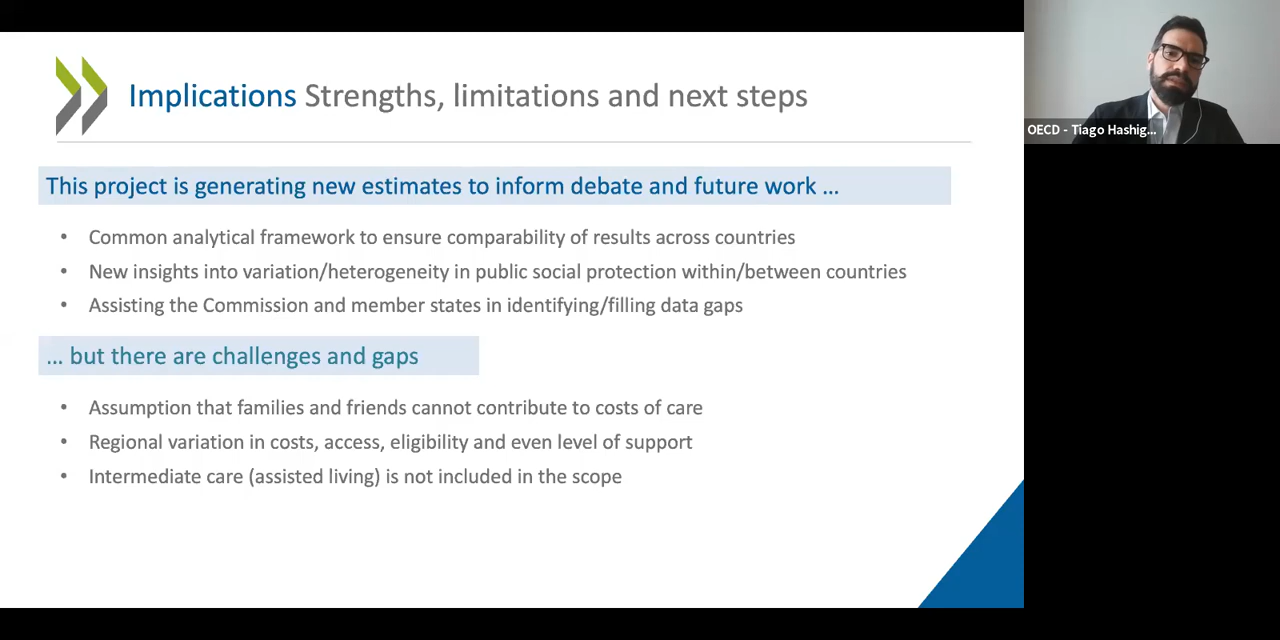 Implications Strengths, limitations and next steps
This project is generating new estimates to inform debate and future work ...
• Common analytical framework to ensure comparability of results across countries
• New insights into variation/heterogeneity in public social protection within/between countries
• Assisting the Commission and member states in identifying/filling data gaps
... but there are challenges and gaps
• Assumption that families and friends cannot contribute to costs of care
• Regional variation in costs, access, eligibility and even level of support
• Intermediate care (assisted living) is not included in the scope
OECD - Tiago Hashig...